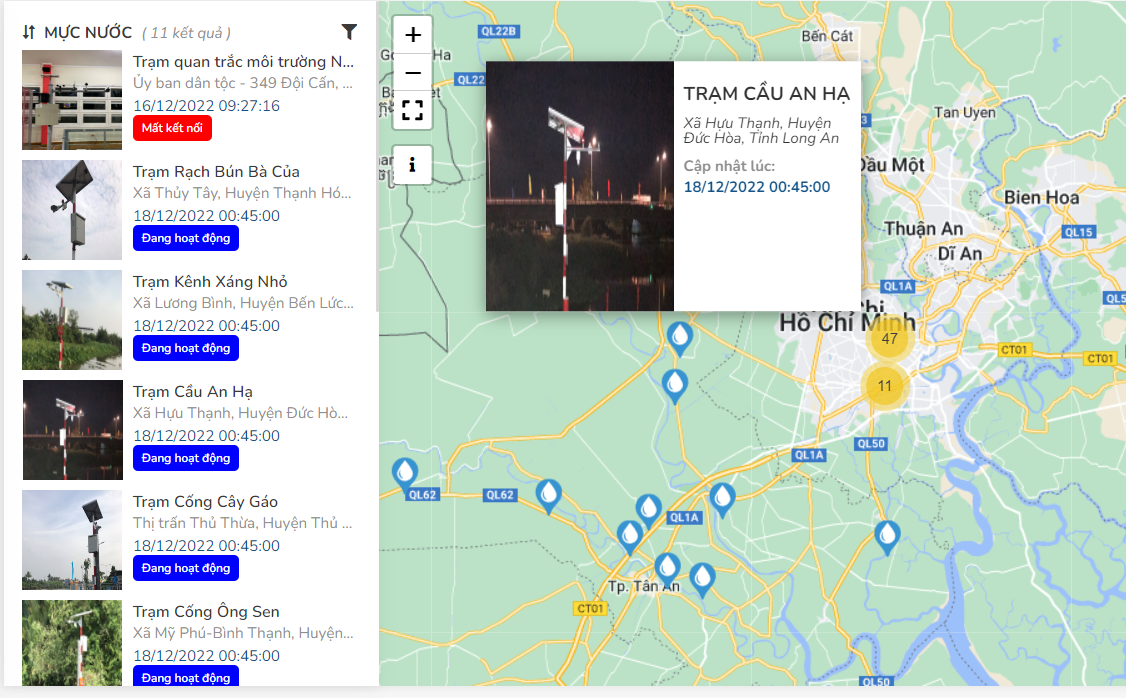 MỰC NƯỚC ( 11 kết quả )
Trạm quan trắc môi trường N...
Ủy ban dân tộc - 349 Đội Cấn, ...
16/12/2022 09:27:16
Mất kết nối
Trạm Rạch Bún Bà Của
Xã Thủy Tây, Huyện Thạnh Hó...
18/12/2022 00:45:00
Đang hoạt động
Trạm Kênh Xáng Nhỏ
Xã Lương Bình, Huyện Bến Lức...
18/12/2022 00:45:00
Đang hoạt động
Trạm Cầu An Hạ
Xã Hựu Thạnh, Huyện Đức Hò...
18/12/2022 00:45:00
Đang hoạt động
Trạm Cống Cây Gáo
Thị trấn Thủ Thừa, Huyện Thủ ...
18/12/2022 00:45:00
Đang hoạt động
Trạm Cống Ông Sen
Xã Mỹ Phú-Bình Thạnh, Huyện...
18/12/2022 00:45:00
Đang hoạt động
+
−
i
QL22B
Bến Cát
QL22
TRẠM CẦU AN HẠ
Xã Hựu Thạnh, Huyện
Đức Hòa, Tỉnh Long An
Cập nhật lúc:
18/12/2022 00:45:00
Tan Uyen
Dầu Một
Bien Hoa
Thuận An
QL15
Dĩ An
QL1A
QL5
Hồ Chí Minh
47
CT01
CT01
11
QL50
QL1A
QL62
QL62
QL1A
Tp. Tân An
CT01
QL50